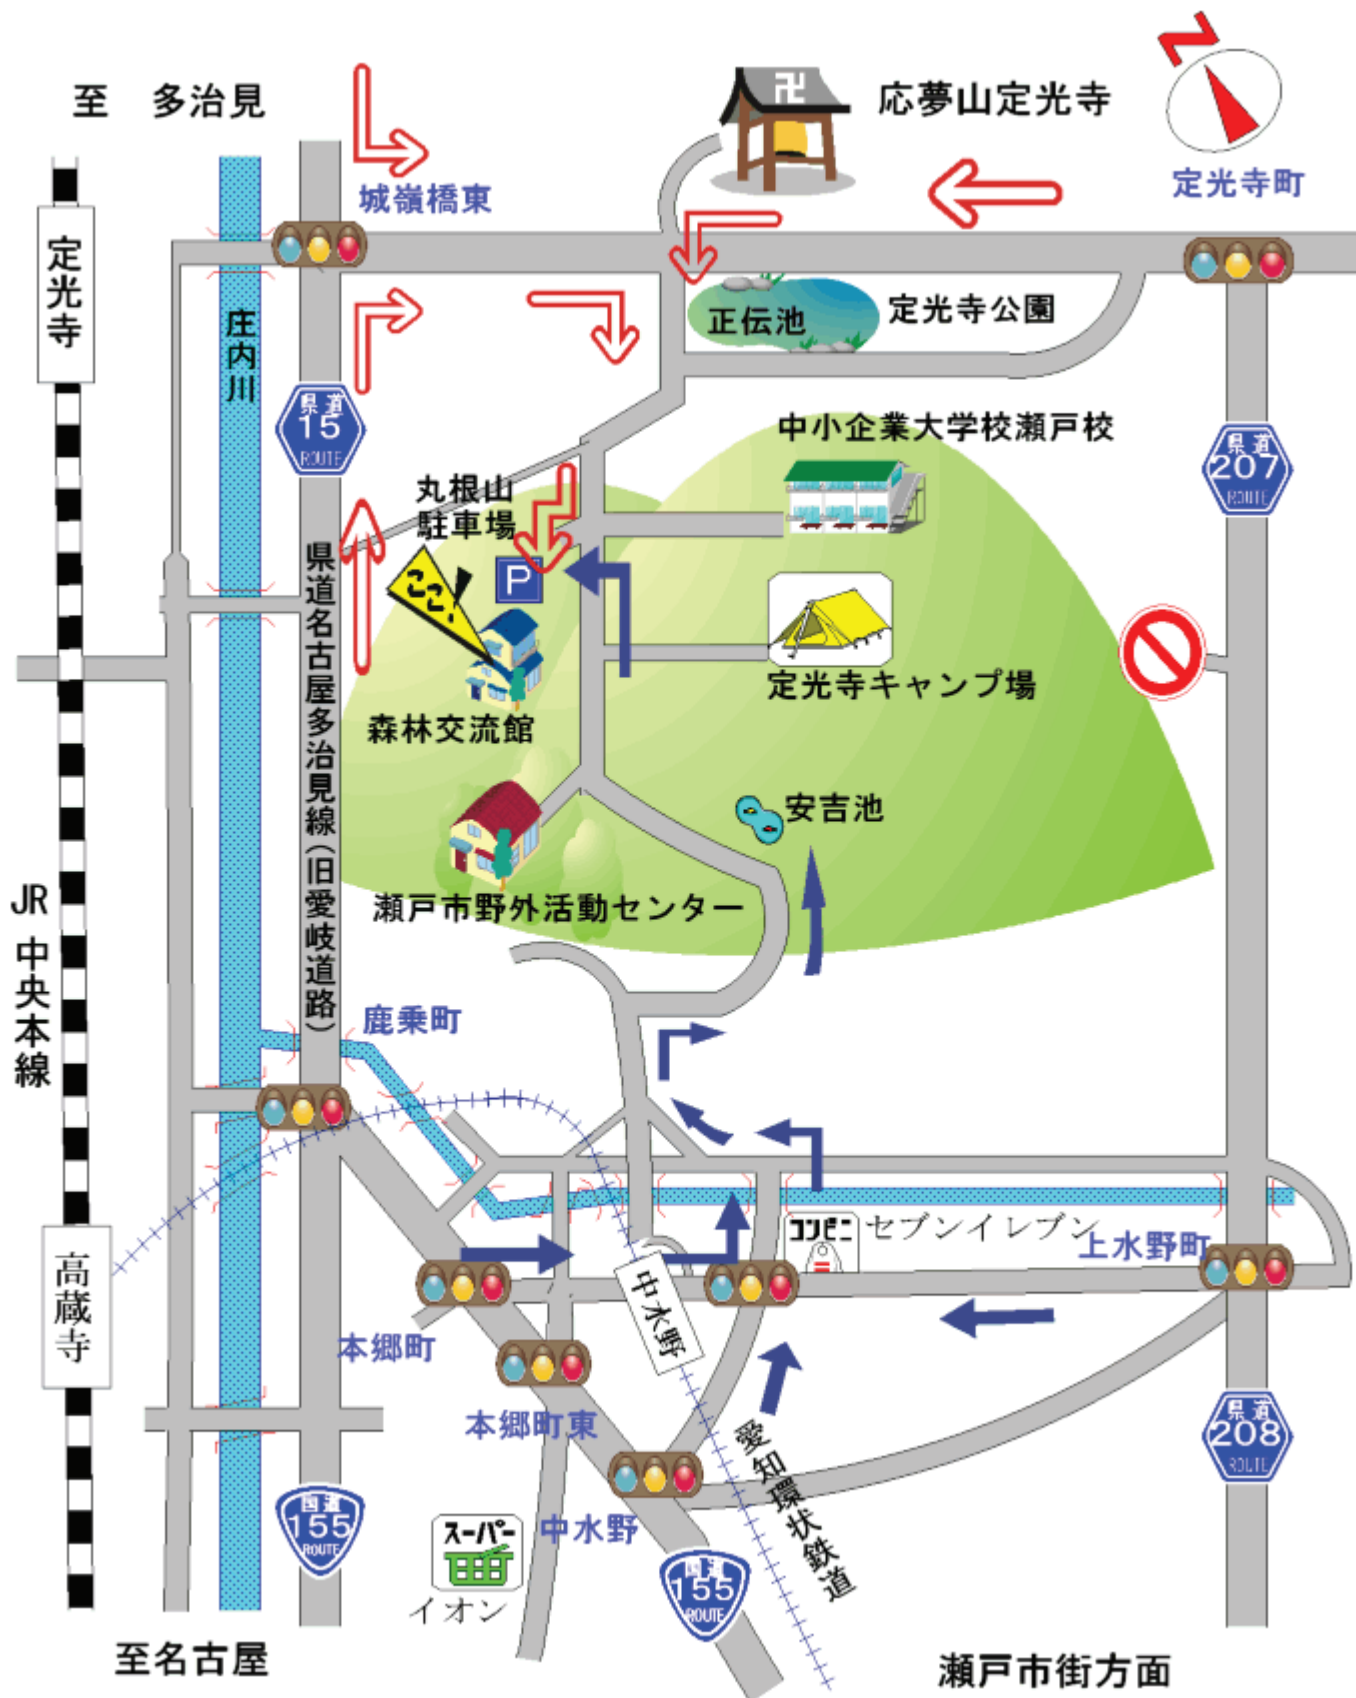 至 多治見
応夢山定光寺
N
定光寺町
城嶺橋東
定光寺
庄内川
正伝池
定光寺公園
県道
15
ROUTE
中小企業大学校瀬戸校
県道
207
ROUTE
丸根山
駐車場
P
ここ!
県道名古屋多治見線(旧愛岐道路)
定光寺キャンプ場
森林交流館
安吉池
瀬戸市野外活動センター
JR 中央本線
鹿乗町
コンビニ
セブンイレブン
上水野町
高蔵寺
中水野
本郷町
本郷町東
愛知環状鉄道
県道
208
ROUTE
国道
155
ROUTE
スーパー
イオン
中水野
国道
155
ROUTE
至名古屋
瀬戸市街方面